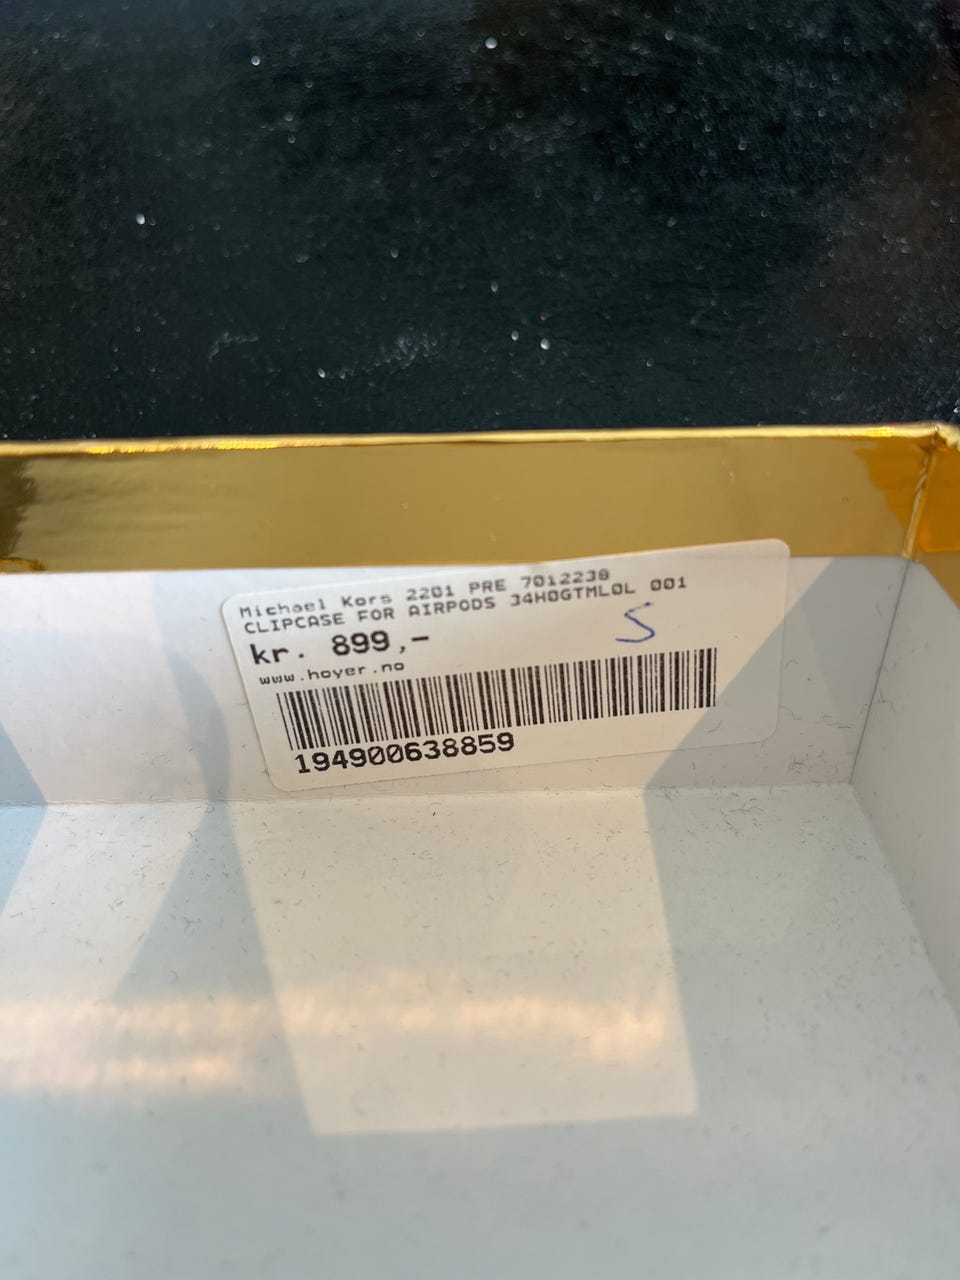 Michael Kors 2201 PRE 7012238
CLIPCASE FOR AIRPODS 34H0GTML0L 001
kr. 899,-
S
www.hoyer.no
194900638859